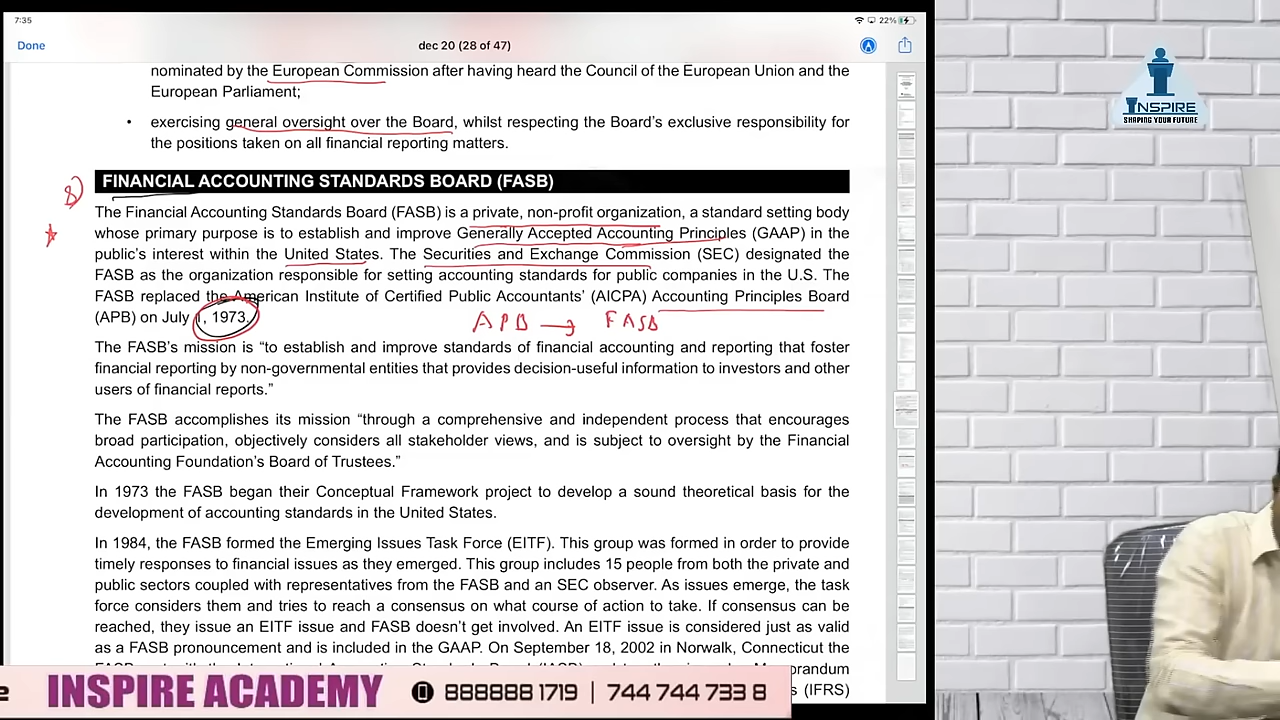 7:35
22%
Done
dec 20 (28 of 47)
nominated by the European Commission after having heard the Council of the European Union and the
European Parliament;
• exercising general oversight over the Board, whilst respecting the Board's exclusive responsibility for
the positions taken on all financial reporting matters.
8)
FINANCIAL ACCOUNTING STANDARDS BOARD (FASB)
The Financial Accounting Standards Board (FASB) is private, non-profit organization, a standard setting body
whose primary purpose is to establish and improve Generally Accepted Accounting Principles (GAAP) in the
public's interest within the United States. The Securities and Exchange Commission (SEC) designated the
FASB as the organization responsible for setting accounting standards for public companies in the U.S. The
FASB replaced the American Institute of Certified Public Accountants' (AICPA) Accounting Principles Board
(APB) on July 1, 1973.
APB → FASB
The FASB's mission is "to establish and improve standards of financial accounting and reporting that foster
financial reporting by non-governmental entities that provides decision-useful information to investors and other
users of financial reports."
The FASB accomplishes its mission "through a comprehensive and independent process that encourages
broad participation, objectively considers all stakeholder views, and is subject to oversight by the Financial
Accounting Foundation's Board of Trustees."
In 1973 the FASB began their Conceptual Framework project to develop a sound theoretical basis for the
development of accounting standards in the United States.
In 1984, the FASB formed the Emerging Issues Task Force (EITF). This group was formed in order to provide
timely responses to financial issues as they emerged. This group includes 15 people from both the private and
public sectors coupled with representatives from the FASB and an SEC observer. As issues emerge, the task
force considers them and tries to reach a consensus on what course of action to take. If consensus can be
reached, they issue an EITF issue and FASB doesn't get involved. An EITF issue is considered just as valid
as a FASB pronouncement and is included in the GAAP. On September 18, 2002 in Norwalk, Connecticut the
(IFRS)
INSPIRE ACADEMY 888888 1719 | 744 744 733 8
INSPIRE
SHAPING YOUR FUTURE